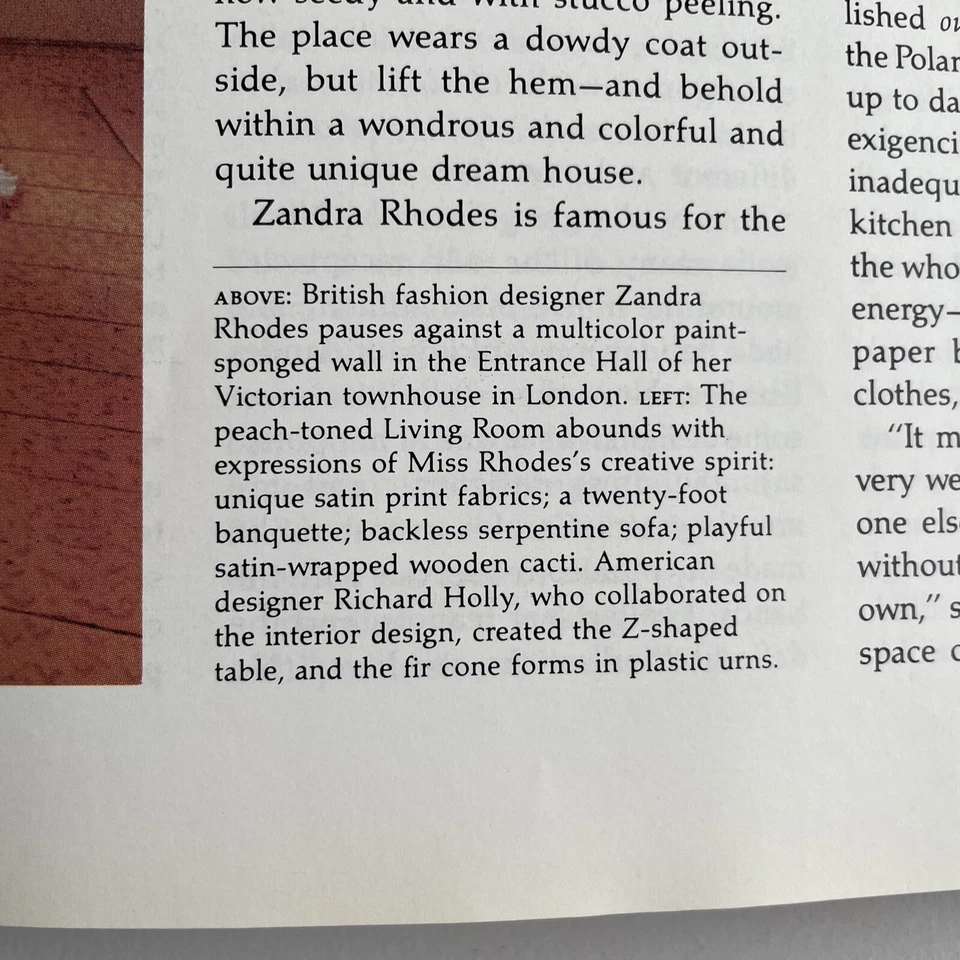 now seedy and with stucco peeling.
The place wears a dowdy coat out-
side, but lift the hem—and behold
within a wondrous and colorful and
quite unique dream house.
Zandra Rhodes is famous for the
ABOVE: British fashion designer Zandra
Rhodes pauses against a multicolor paint-
sponged wall in the Entrance Hall of her
Victorian townhouse in London. LEFT: The
peach-toned Living Room abounds with
expressions of Miss Rhodes's creative spirit:
unique satin print fabrics; a twenty-foot
banquette; backless serpentine sofa; playful
satin-wrapped wooden cacti. American
designer Richard Holly, who collaborated on
the interior design, created the Z-shaped
table, and the fir cone forms in plastic urns.
lished
the Polar
up to da
exigenci
inadequ
kitchen
the who
energy—
paper b
clothes,
"It m
very we
one els
without
own," s
space